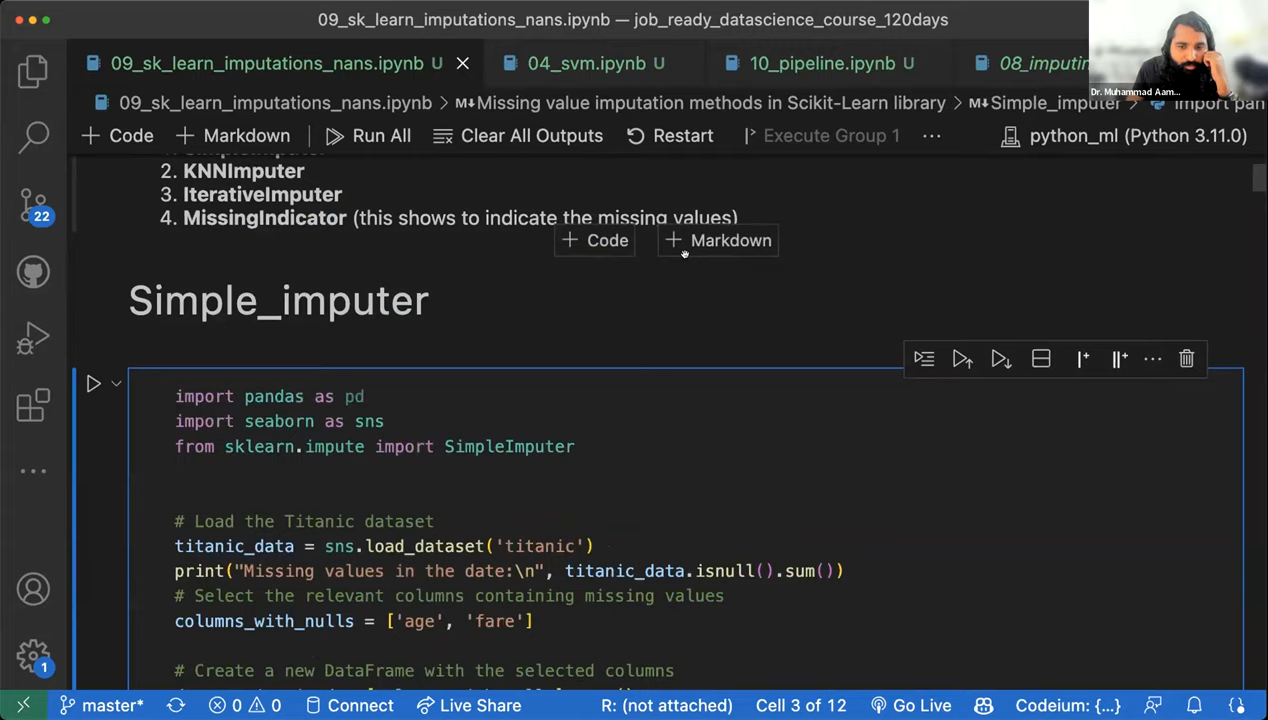 09_sk_learn_imputations_nans.ipynb — job_ready_datascience_course_120days
09_sk_learn_imputations_nans.ipynb U
04_svm.ipynb U
10_pipeline.ipynb U
Dr. Muhammad Aam...
09_sk_learn_imputations_nans.ipynb > M↓Missing value imputation methods in Scikit-Learn library > M↓Simple_imputer >
+ Code + Markdown Run All Clear All Outputs Restart Execute Group 1 ... python_ml (Python 3.11.0)
2. KNNImputer
3. IterativeImputer
4. MissingIndicator (this shows to indicate the missing values)
+ Code + Markdown
Simple_imputer
import pandas as pd
import seaborn as sns
from sklearn.impute import SimpleImputer
# Load the Titanic dataset
titanic_data = sns.load_dataset('titanic')
print("Missing values in the date:\n", titanic_data.isnull().sum())
# Select the relevant columns containing missing values
columns_with_nulls = ['age', 'fare']
# Create a new DataFrame with the selected columns
22
1
master* 0 0 Connect Live Share R: (not attached) Cell 3 of 12 Go Live Codeium: {...}